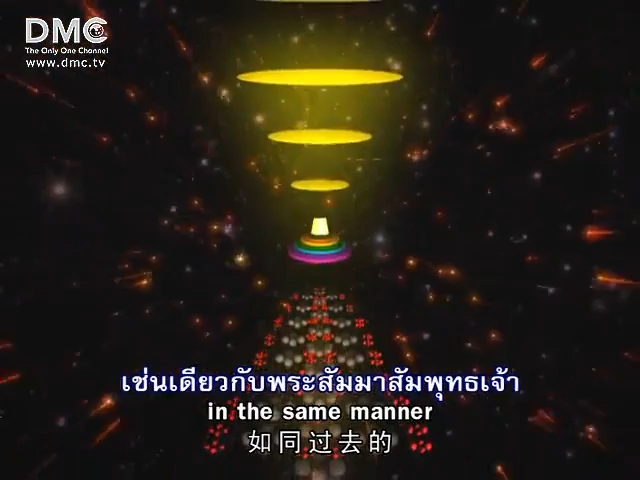 DMC
The Only One Channel
www.dmc.tv
เช่นเดียวกับพระสัมมาสัมพุทธเจ้า
in the same manner
如同过去的